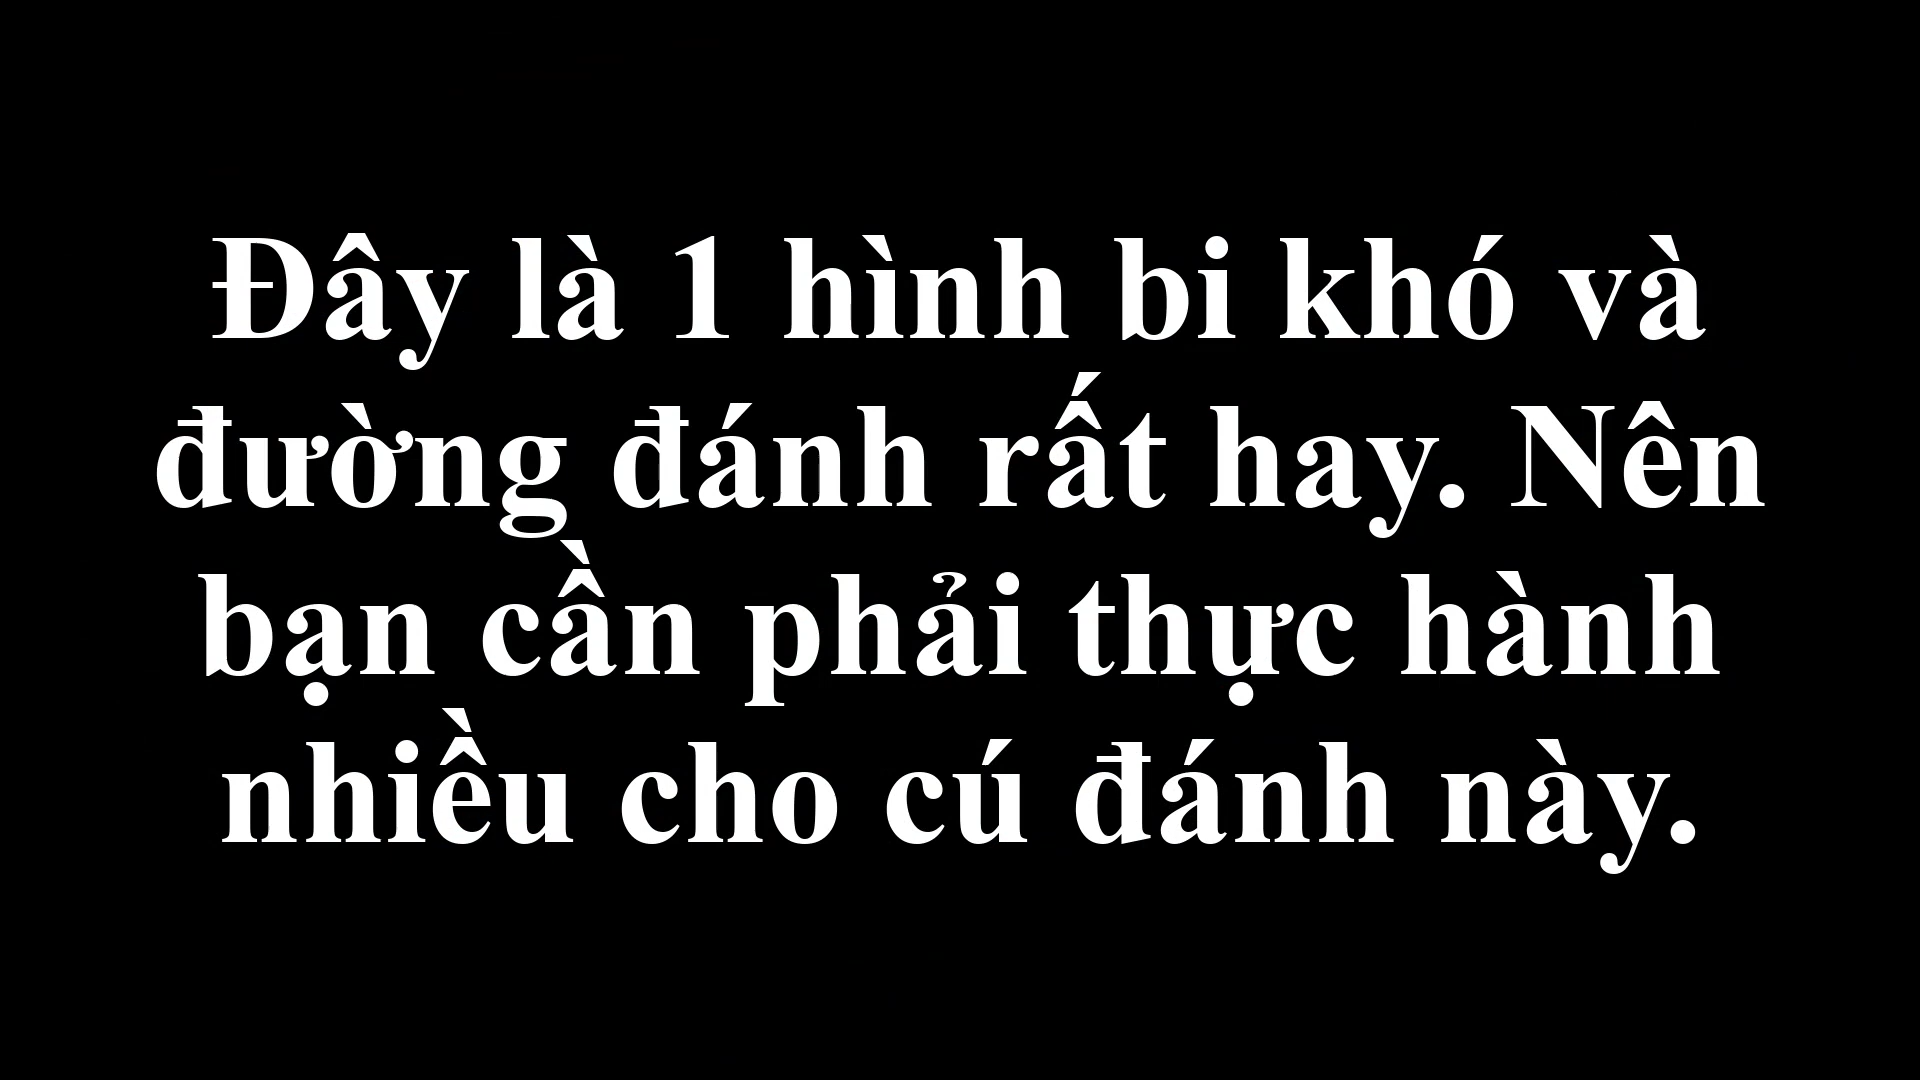 Đây là 1 hình bi khó và
đường đánh rất hay. Nên
bạn cần phải thực hành
nhiều cho cú đánh này.